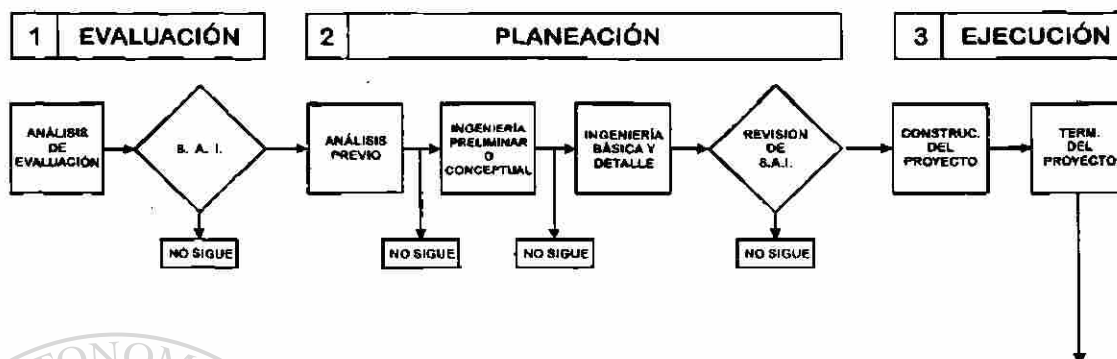 1 EVALUACIÓN
2 PLANEACIÓN
3 EJECUCIÓN
ANÁLISIS
DE
EVALUACIÓN
S. A. I.
NO SIGUE
ANÁLISIS
PREVIO
NO SIGUE
INGENIERÍA
PRELIMINAR
O
CONCEPTUAL
NO SIGUE
INGENIERÍA
BÁSICA Y
DETALLE
REVISION
DE
S.A.I.
NO SIGUE
CONSTRUC.
DEL
PROYECTO
TERM.
DEL
PROYECTO
TONOM